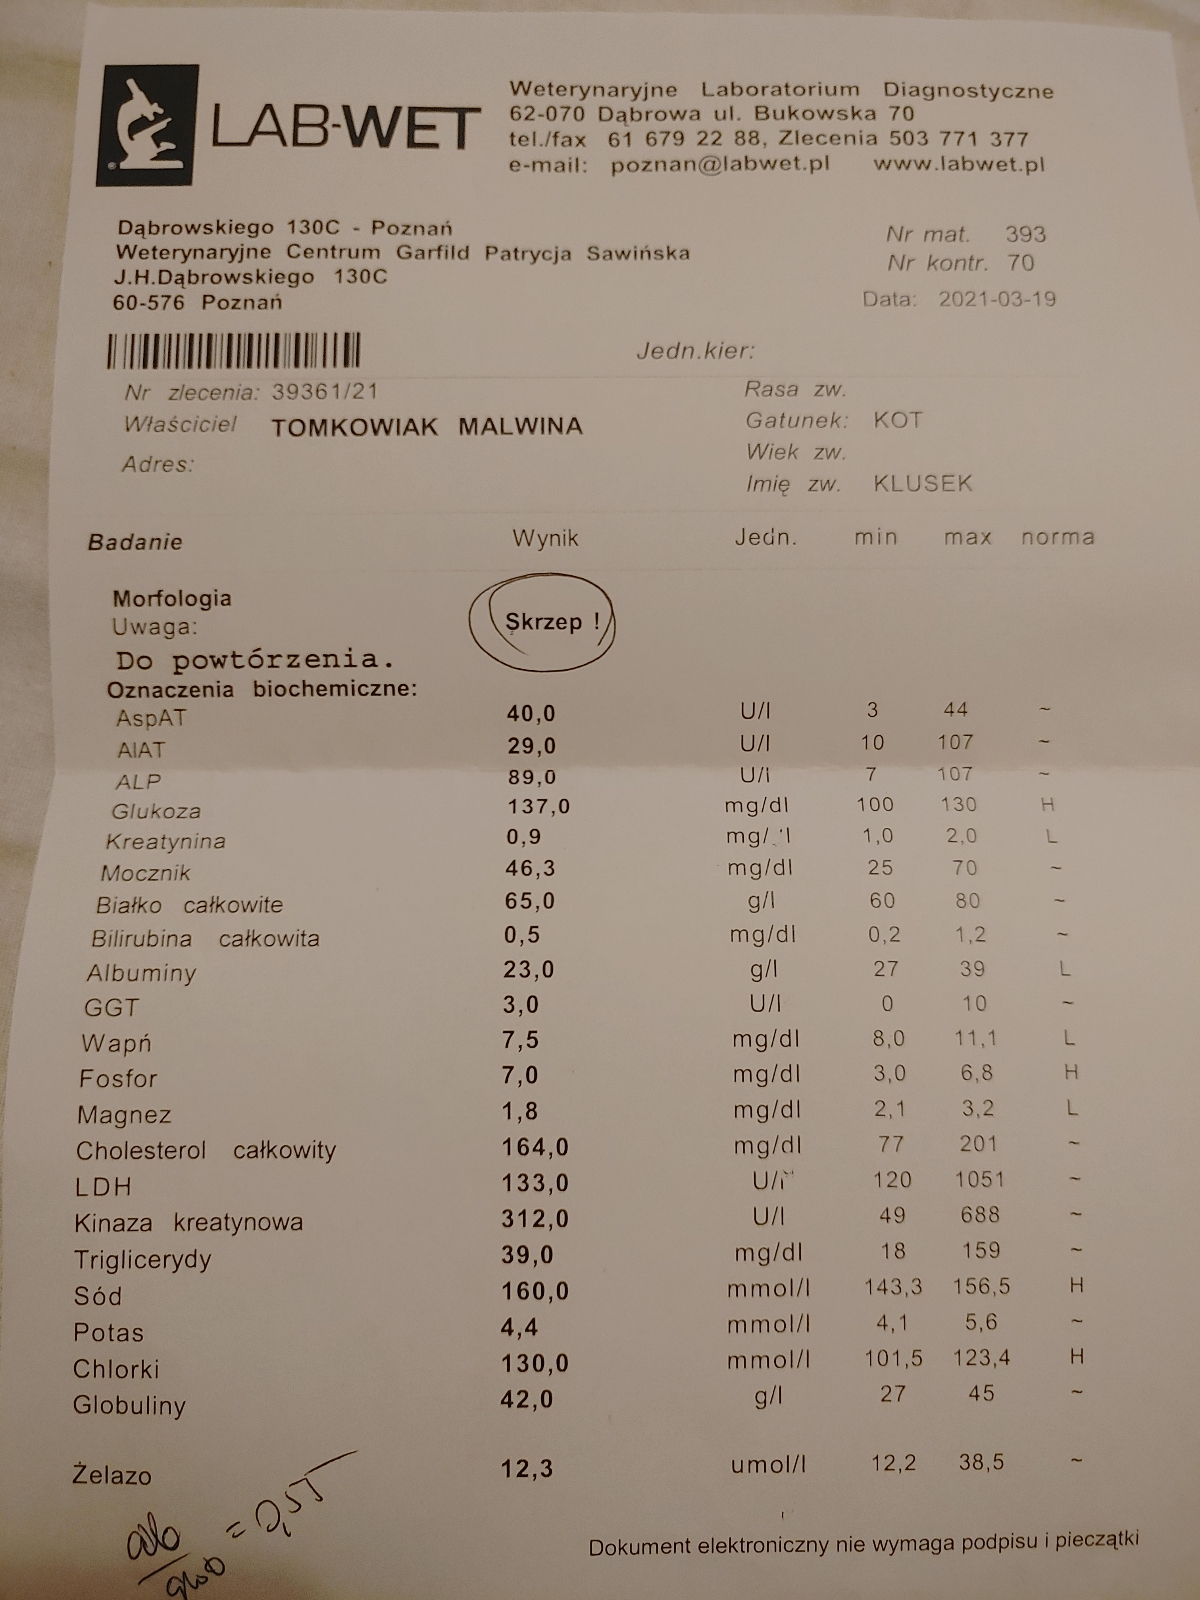 LAB-WET
Weterynaryjne Laboratorium Diagnostyczne
62-070 Dąbrowa ul. Bukowska 70
tel./fax 61 679 22 88, Zlecenia 503 771 377
e-mail: poznan@labwet.pl www.labwet.pl
Dąbrowskiego 130C - Poznań
Weterynaryjne Centrum Garfild Patrycja Sawińska
J.H.Dąbrowskiego 130C
60-576 Poznań
Nr mat. 393
Nr kontr. 70
Data: 2021-03-19
Jedn.kier:
Nr zlecenia: 39361/21
Właściciel TOMKOWIAK MALWINA
Adres:
Rasa zw.
Gatunek: KOT
Wiek zw.
Imię zw. KLUSEK
Badanie Wynik Jedn. min max norma
Morfologia
Uwaga: Skrzep !
Do powtórzenia.
Oznaczenia biochemiczne:
AspAT 40,0 U/l 3 44 ~
AlAT 29,0 U/l 10 107 ~
ALP 89,0 U/l 7 107 ~
Glukoza 137,0 mg/dl 100 130 H
Kreatynina 0,9 mg/dl 1,0 2,0 L
Mocznik 46,3 mg/dl 25 70 ~
Białko całkowite 65,0 g/l 60 80 ~
Bilirubina całkowita 0,5 mg/dl 0,2 1,2 ~
Albuminy 23,0 g/l 27 39 L
GGT 3,0 U/l 0 10 ~
Wapń 7,5 mg/dl 8,0 11,1 L
Fosfor 7,0 mg/dl 3,0 6,8 H
Magnez 1,8 mg/dl 2,1 3,2 L
Cholesterol całkowity 164,0 mg/dl 77 201 ~
LDH 133,0 U/l 120 1051 ~
Kinaza kreatynowa 312,0 U/l 49 688 ~
Triglicerydy 39,0 mg/dl 18 159 ~
Sód 160,0 mmol/l 143,3 156,5 H
Potas 4,4 mmol/l 4,1 5,6 ~
Chlorki 130,0 mmol/l 101,5 123,4 H
Globuliny 42,0 g/l 27 45 ~
Żelazo 12,3 umol/l 12,2 38,5 ~
alb/glob = 0,55
Dokument elektroniczny nie wymaga podpisu i pieczątki